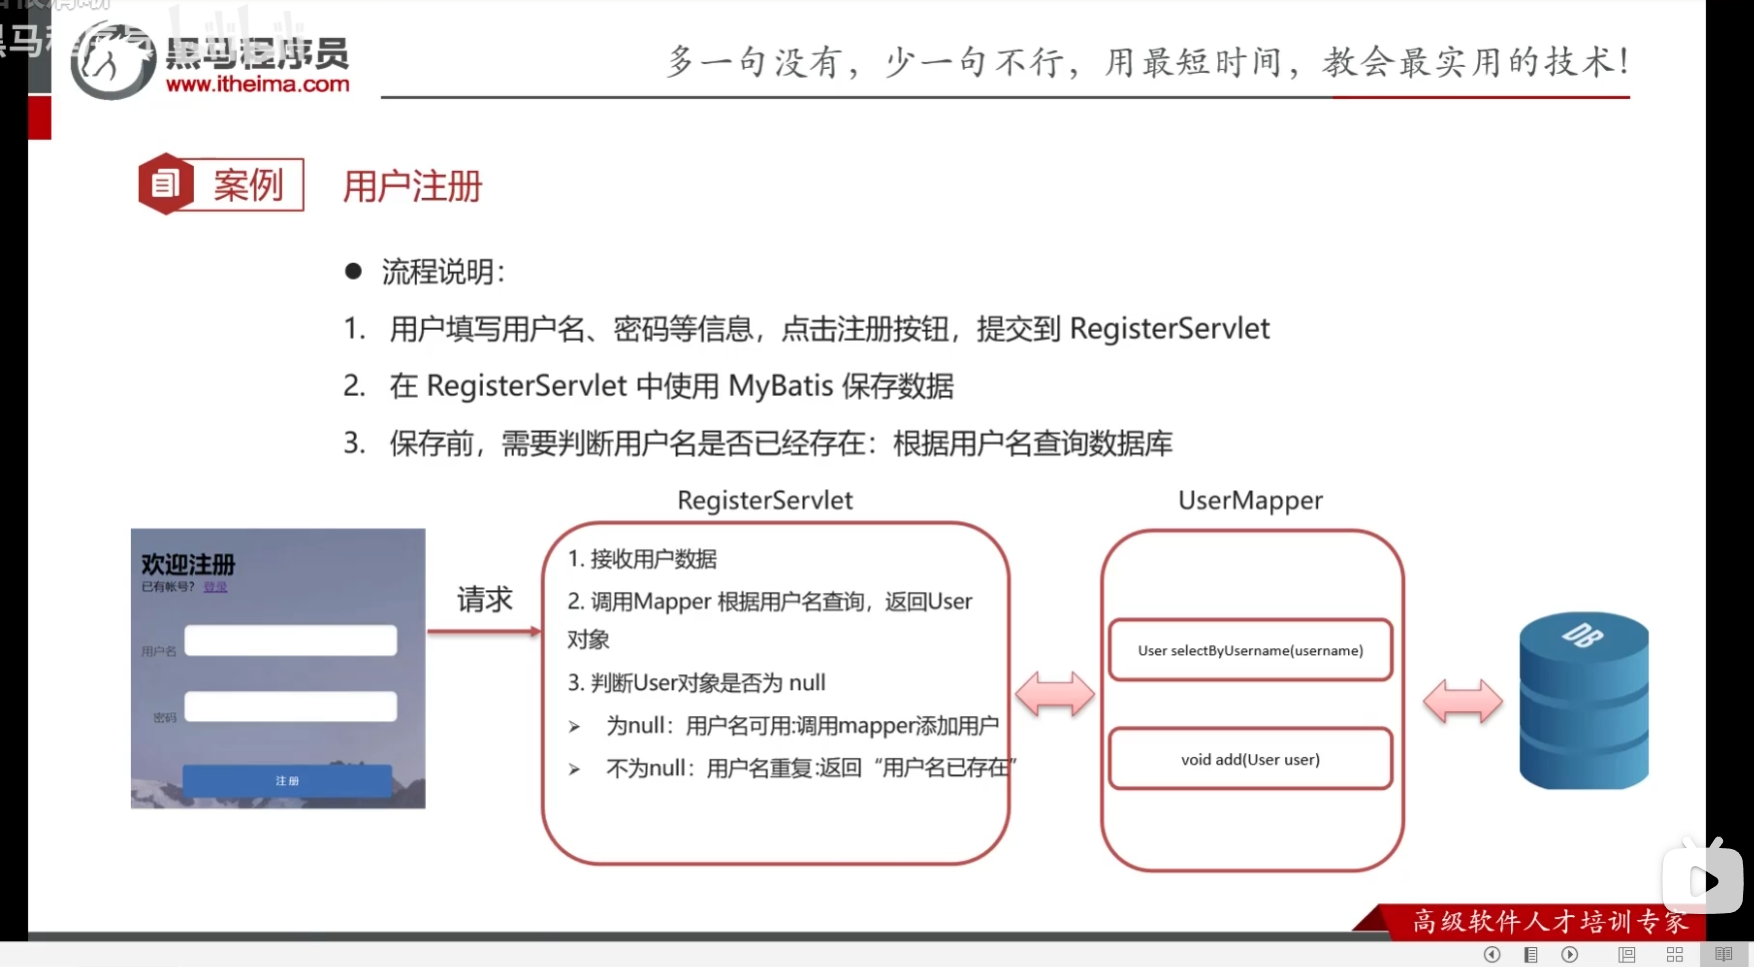 黑马程序员
www.itheima.com
多一句没有，少一句不行，用最短时间，教会最实用的技术！
案例
用户注册
● 流程说明：
1. 用户填写用户名、密码等信息，点击注册按钮，提交到 RegisterServlet
2. 在 RegisterServlet 中使用 MyBatis 保存数据
3. 保存前，需要判断用户名是否已经存在：根据用户名查询数据库
RegisterServlet
UserMapper
欢迎注册
已有帐号？ 登录
用户名
密码
注册
请求
1. 接收用户数据
2. 调用Mapper 根据用户名查询，返回User
对象
3. 判断User对象是否为 null
➢ 为null：用户名可用:调用mapper添加用户
➢ 不为null：用户名重复:返回“用户名已存在”
User selectByUsername(username)
void add(User user)
DB
高级软件人才培训专家